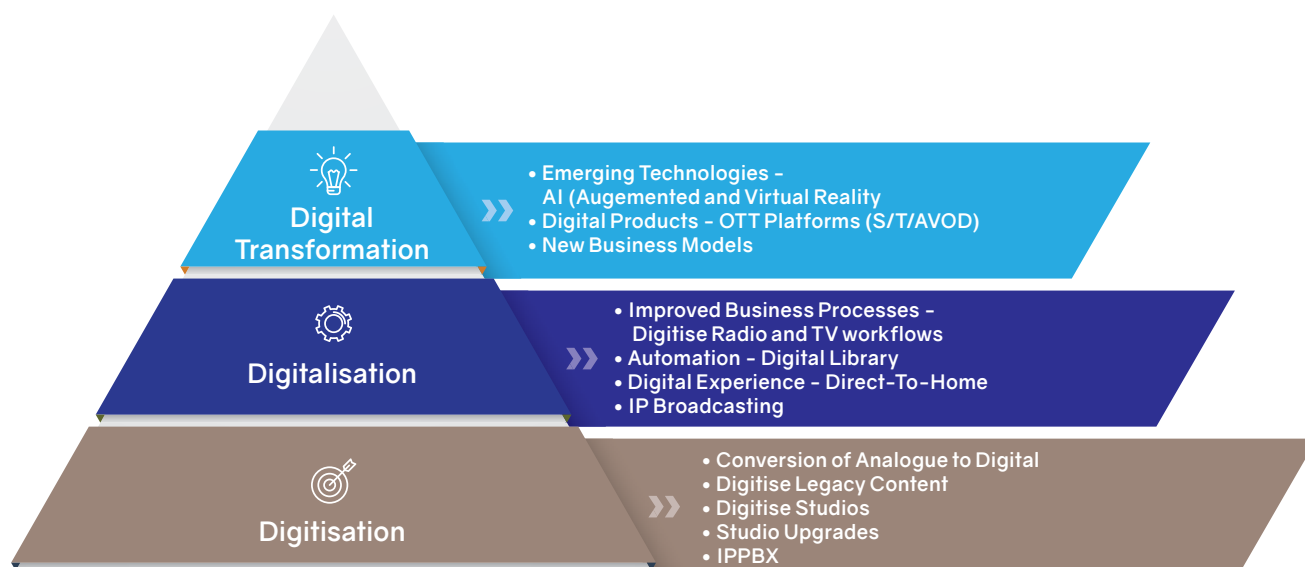 Digital
Transformation
• Emerging Technologies –
AI (Augemented and Virtual Reality
• Digital Products – OTT Platforms (S/T/AVOD)
• New Business Models
Digitalisation
• Improved Business Processes –
Digitise Radio and TV workflows
• Automation – Digital Library
• Digital Experience – Direct-To-Home
• IP Broadcasting
Digitisation
• Conversion of Analogue to Digital
• Digitise Legacy Content
• Digitise Studios
• Studio Upgrades
• IPPBX